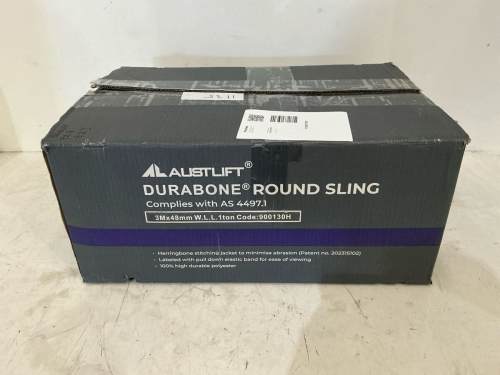 AUSTLIFT®
DURABONE® ROUND SLING
Complies with AS 4497.1
3Mx48mm W.L.L.1ton Code:900130H
• Herringbone stitching jacket to minimise abrasion (Patent no. 202315102)
• Labeled with pull down elastic band for ease of viewing
• 100% high durable polyester